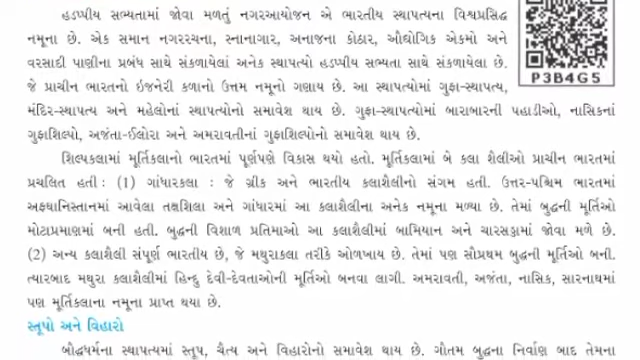 હડપ્પીય સભ્યતામાં જોવા મળતું નગરઆયોજન એ ભારતીય સ્થાપત્યના વિશ્વપ્રસિદ્ધ
નમૂના છે. એક સમાન નગરરચના, સ્નાનાગાર, અનાજના કોઠાર, ઔદ્યોગિક એકમો અને
વરસાદી પાણીના પ્રબંધ સાથે સંકળાયેલાં અનેક સ્થાપત્યો હડપ્પીય સભ્યતા સાથે સંકળાયેલા છે.
જે પ્રાચીન ભારતનો ઇજનેરી કળાનો ઉત્તમ નમૂનો ગણાય છે. આ સ્થાપત્યોમાં ગુફા-સ્થાપત્ય,
P3B4G5
મંદિર-સ્થાપત્ય અને મહેલોનાં સ્થાપત્યોનો સમાવેશ થાય છે. ગુફા-સ્થાપત્યોમાં બારાબારની પહાડીઓ, નાસિકનાં
ગુફાશિલ્પો, અજંતા-ઈલોરા અને અમરાવતીનાં ગુફાશિલ્પોનો સમાવેશ થાય છે.
શિલ્પકલામાં મૂર્તિકલાનો ભારતમાં પૂર્ણપણે વિકાસ થયો હતો. મૂર્તિકલામાં બે કલા શૈલીઓ પ્રાચીન ભારતમાં
પ્રચલિત હતી : (1) ગાંધારકલા : જે ગ્રીક અને ભારતીય કલાશૈલીનો સંગમ હતી. ઉત્તર-પશ્ચિમ ભારતમાં
અફઘાનિસ્તાનમાં આવેલા તક્ષશિલા અને ગાંધારમાં આ કલાશૈલીના અનેક નમૂના મળ્યા છે. તેમાં બુદ્ધની મૂર્તિઓ
મોટાપ્રમાણમાં બની હતી. બુદ્ધની વિશાળ પ્રતિમાઓ આ કલાશૈલીમાં બામિયાન અને ચારસડ્ડામાં જોવા મળે છે.
(2) અન્ય કલાશૈલી સંપૂર્ણ ભારતીય છે, જે મથુરાકલા તરીકે ઓળખાય છે. તેમાં પણ સૌપ્રથમ બુદ્ધની મૂર્તિઓ બની.
ત્યારબાદ મથુરા કલાશૈલીમાં હિન્દુ દેવી-દેવતાઓની મૂર્તિઓ બનવા લાગી. અમરાવતી, અજંતા, નાસિક, સારનાથમાં
પણ મૂર્તિકલાના નમૂના પ્રાપ્ત થયા છે.
સ્તૂપો અને વિહારો
બૌદ્ધધર્મના સ્થાપત્યમાં સ્તૂપ, ચૈત્ય અને વિહારોનો સમાવેશ થાય છે. ગૌતમ બુદ્ધના નિર્વાણ બાદ તેમના